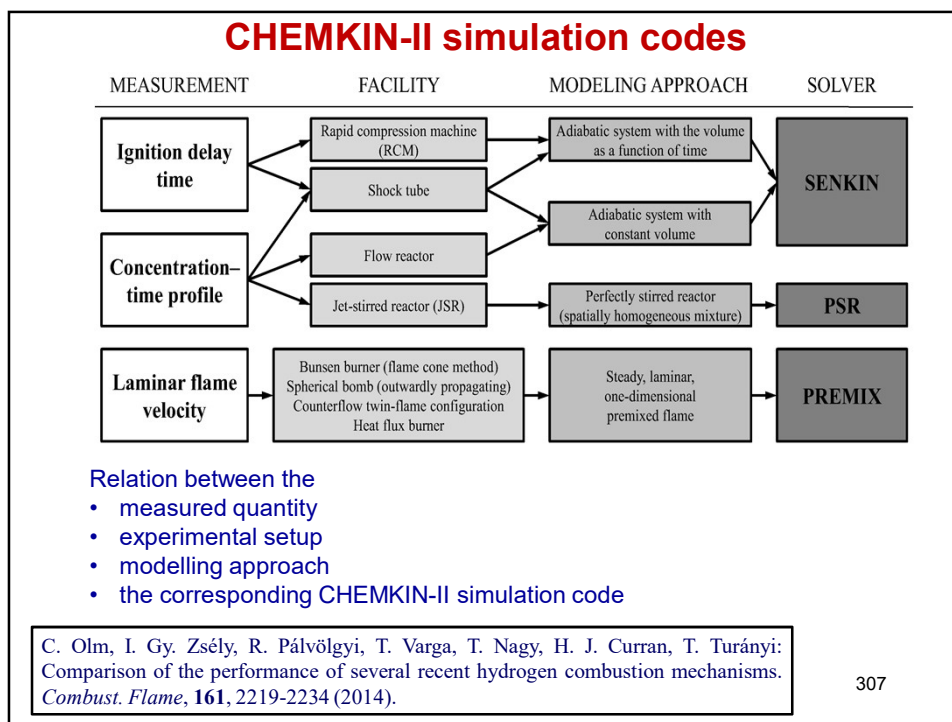 CHEMKIN-II simulation codes
MEASUREMENT
FACILITY
MODELING APPROACH
SOLVER
Ignition delay
time
Rapid compression machine
(RCM)
Adiabatic system with the volume
as a function of time
SENKIN
Shock tube
Concentration–
time profile
Flow reactor
Adiabatic system with
constant volume
Jet-stirred reactor (JSR)
Perfectly stirred reactor
(spatially homogeneous mixture)
PSR
Laminar flame
velocity
Bunsen burner (flame cone method)
Spherical bomb (outwardly propagating)
Counterflow twin-flame configuration
Heat flux burner
Steady, laminar,
one-dimensional
premixed flame
PREMIX
Relation between the
• measured quantity
• experimental setup
• modelling approach
• the corresponding CHEMKIN-II simulation code
C. Olm, I. Gy. Zsély, R. Pálvölgyi, T. Varga, T. Nagy, H. J. Curran, T. Turányi:
Comparison of the performance of several recent hydrogen combustion mechanisms.
Combust. Flame, 161, 2219-2234 (2014).
307